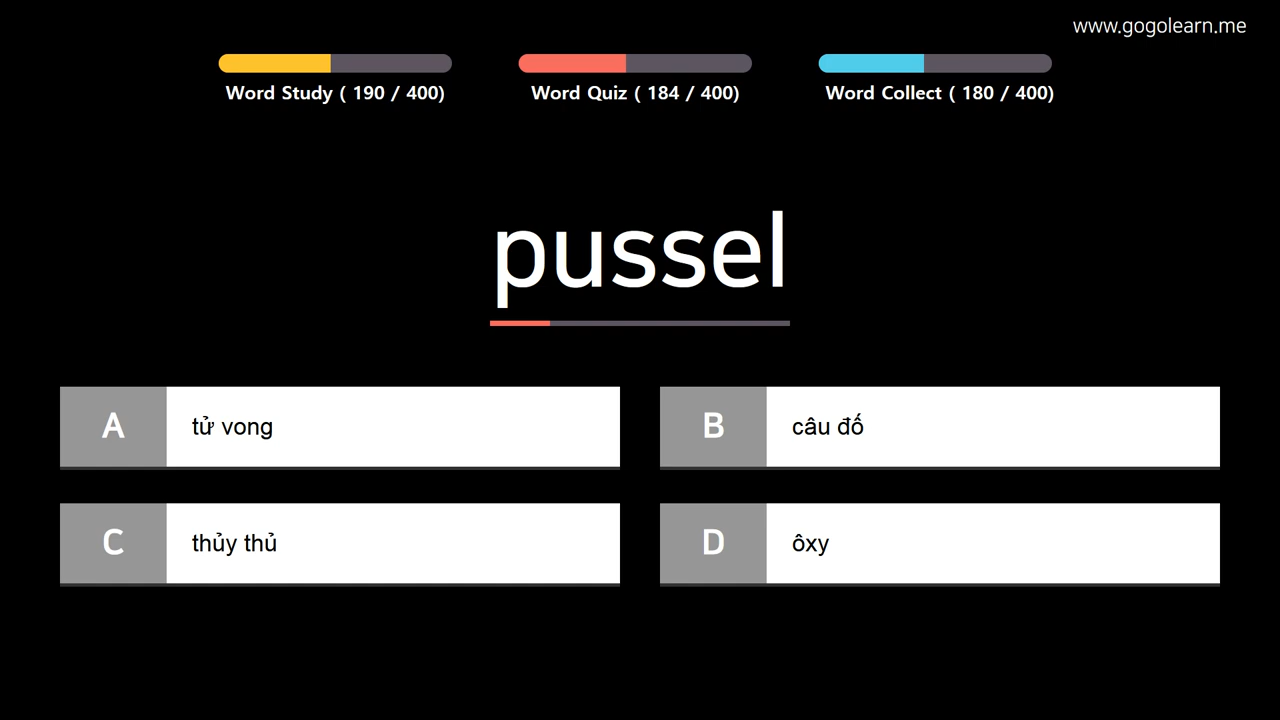 www.gogolearn.me
Word Study ( 190 / 400)
Word Quiz ( 184 / 400)
Word Collect ( 180 / 400)
pussel
A
tử vong
B
câu đố
C
thủy thủ
D
ôxy